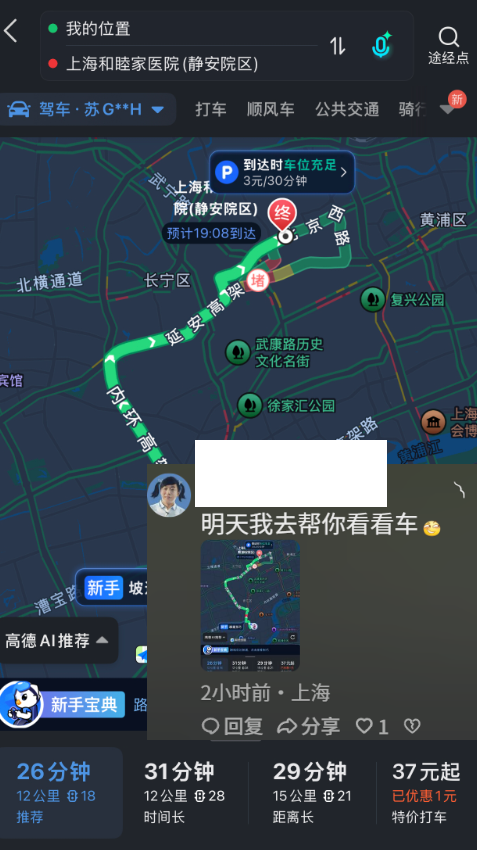 我的位置
上海和睦家医院(静安院区)
途经点
驾车·苏G**H
打车
顺风车
公共交通
骑行
新
到达时车位充足
3元/30分钟
武宁路
上海和
院(静安院区)
预计19:08到达
终
北京西路
黄浦区
北横通道
长宁区
堵
复兴公园
延安高架
武康路历史
文化名街
宾馆
徐家汇公园
内环高架
高架路
上海
会博
黄浦江
明天我去帮你看看车
新手
坡
漕宝路
高德AI推荐
2小时前·上海
新手宝典
路
回复
分享
1
26分钟
12公里 18
推荐
31分钟
12公里 28
时间长
29分钟
15公里 21
距离长
37元起
已优惠1元
特价打车